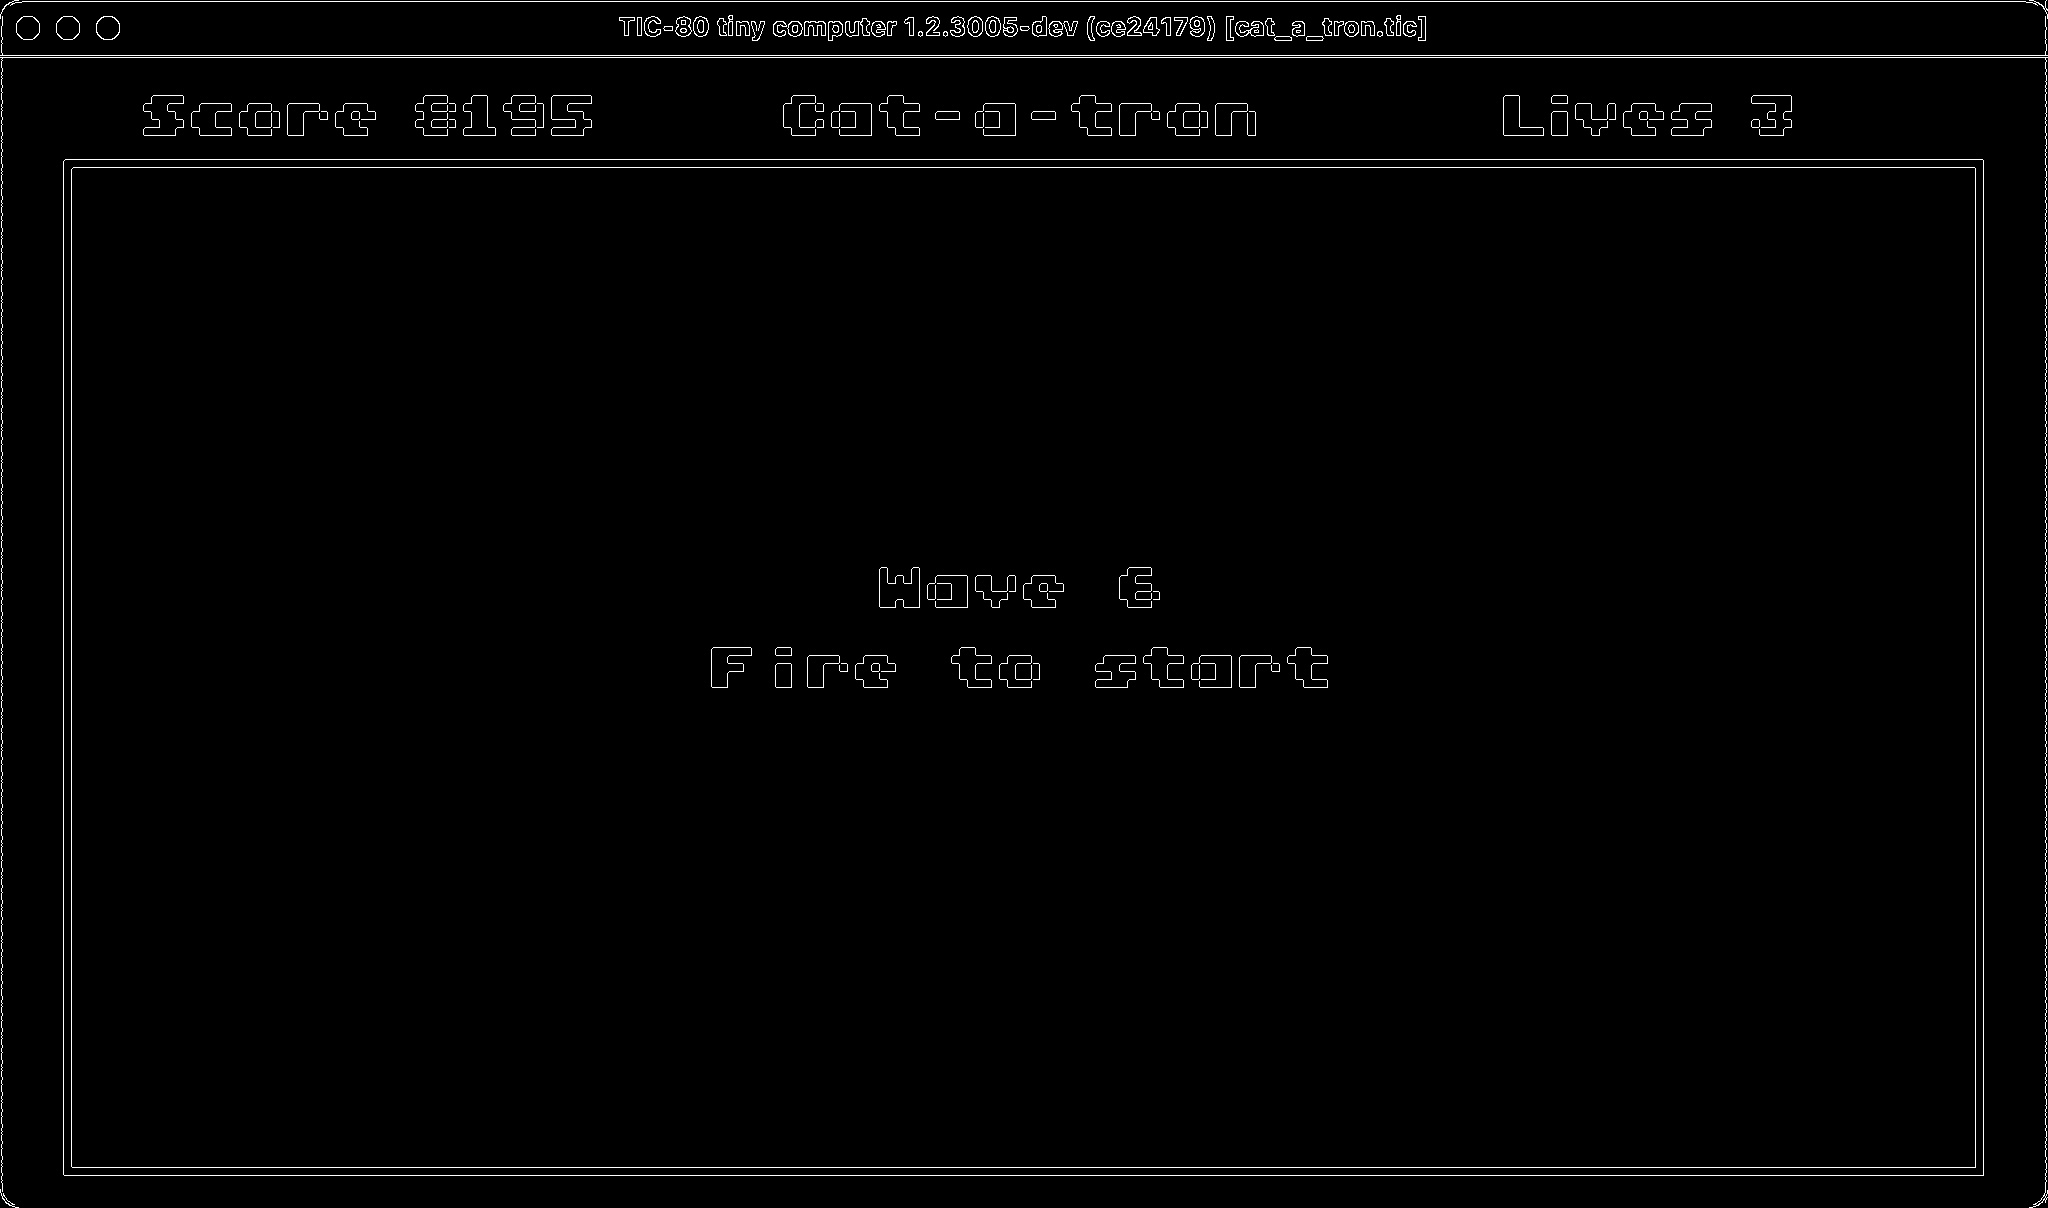 TIC-80 tiny computer 1.2.3005-dev (ce24179) [cat_a_tron.tic]
Score 8195 Cat-a-tron Lives 3
Wave 6
Fire to start